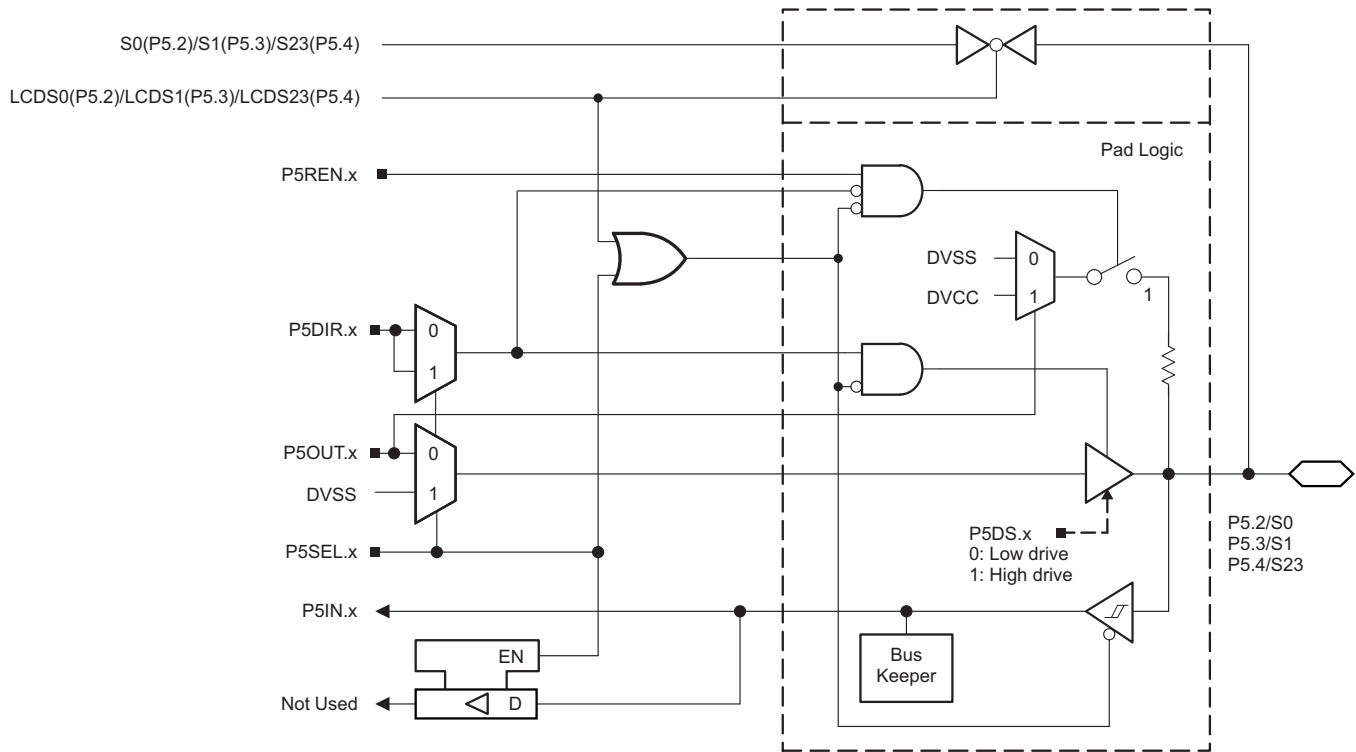 S0(P5.2)/S1(P5.3)/S23(P5.4)
LCDS0(P5.2)/LCDS1(P5.3)/LCDS23(P5.4)
Pad Logic
P5REN.x
DVSS
0
DVCC
1
1
P5DIR.x
0
1
P5OUT.x
0
DVSS
1
P5DS.x
0: Low drive
1: High drive
P5.2/S0
P5.3/S1
P5.4/S23
P5SEL.x
P5IN.x
Bus
Keeper
EN
Not Used
D